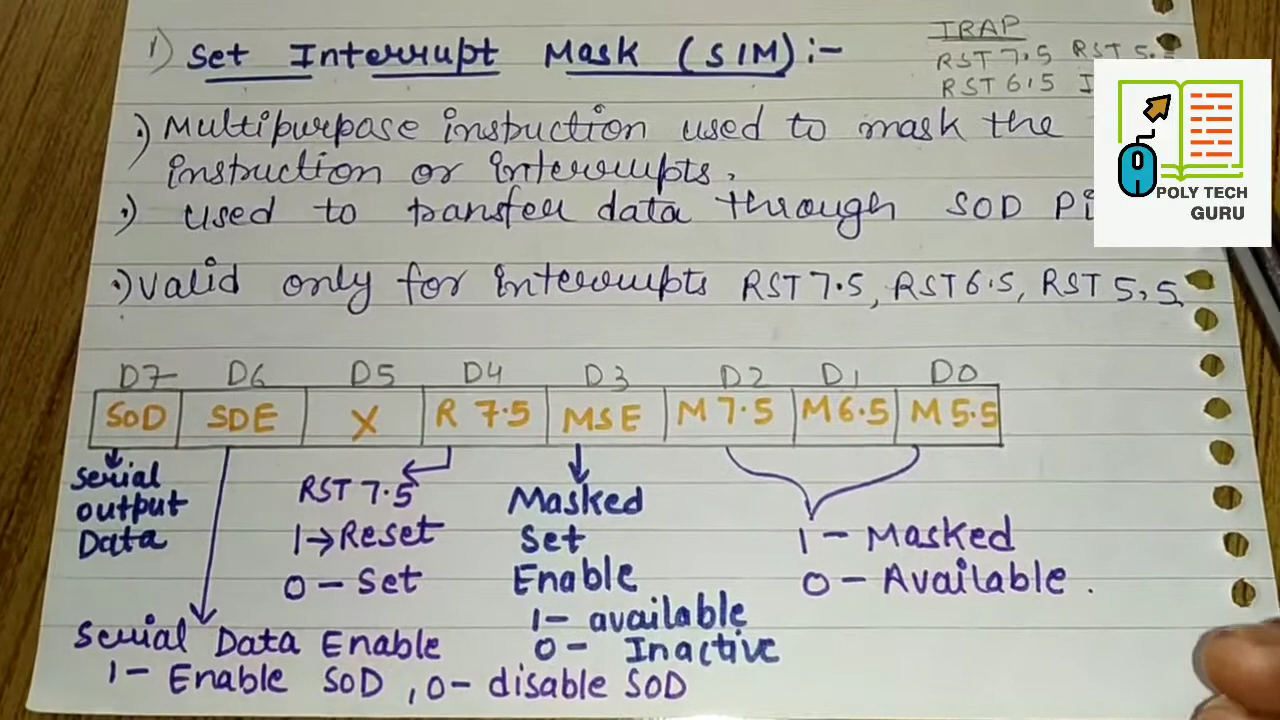 1) Set Interrupt Mask (SIM):-
TRAP
RST 7.5 RST 5.5
RST 6.5 I
POLY TECH
GURU
·) Multipurpose instruction used to mask the
instruction or interrupts.
·) used to transfer data through SOD Pi
·) valid only for interrupts RST 7.5, RST 6.5, RST 5.5
D7 D6 D5 D4 D3 D2 D1 D0
SOD SDE X R 7.5 MSE M 7.5 M6.5 M 5.5
Serial
output
Data
RST 7.5
1→Reset
0 - Set
Masked
Set
Enable
1- available
0- Inactive
1 - Masked
0 - Available.
Serial Data Enable
1- Enable SOD, 0- disable SOD